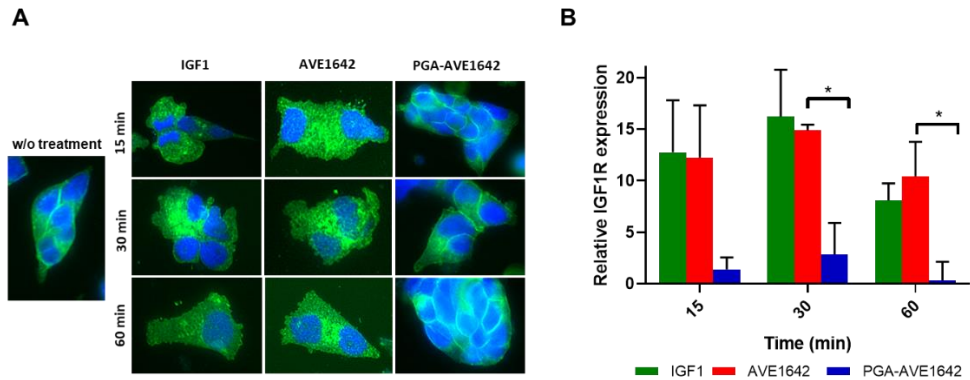 A
IGF1 AVE1642 PGA-AVE1642
w/o treatment
15 min
30 min
60 min
B
Relative IGF1R expression
20
15
10
5
0
* *
15 30 60
Time (min)
IGF1 AVE1642 PGA-AVE1642